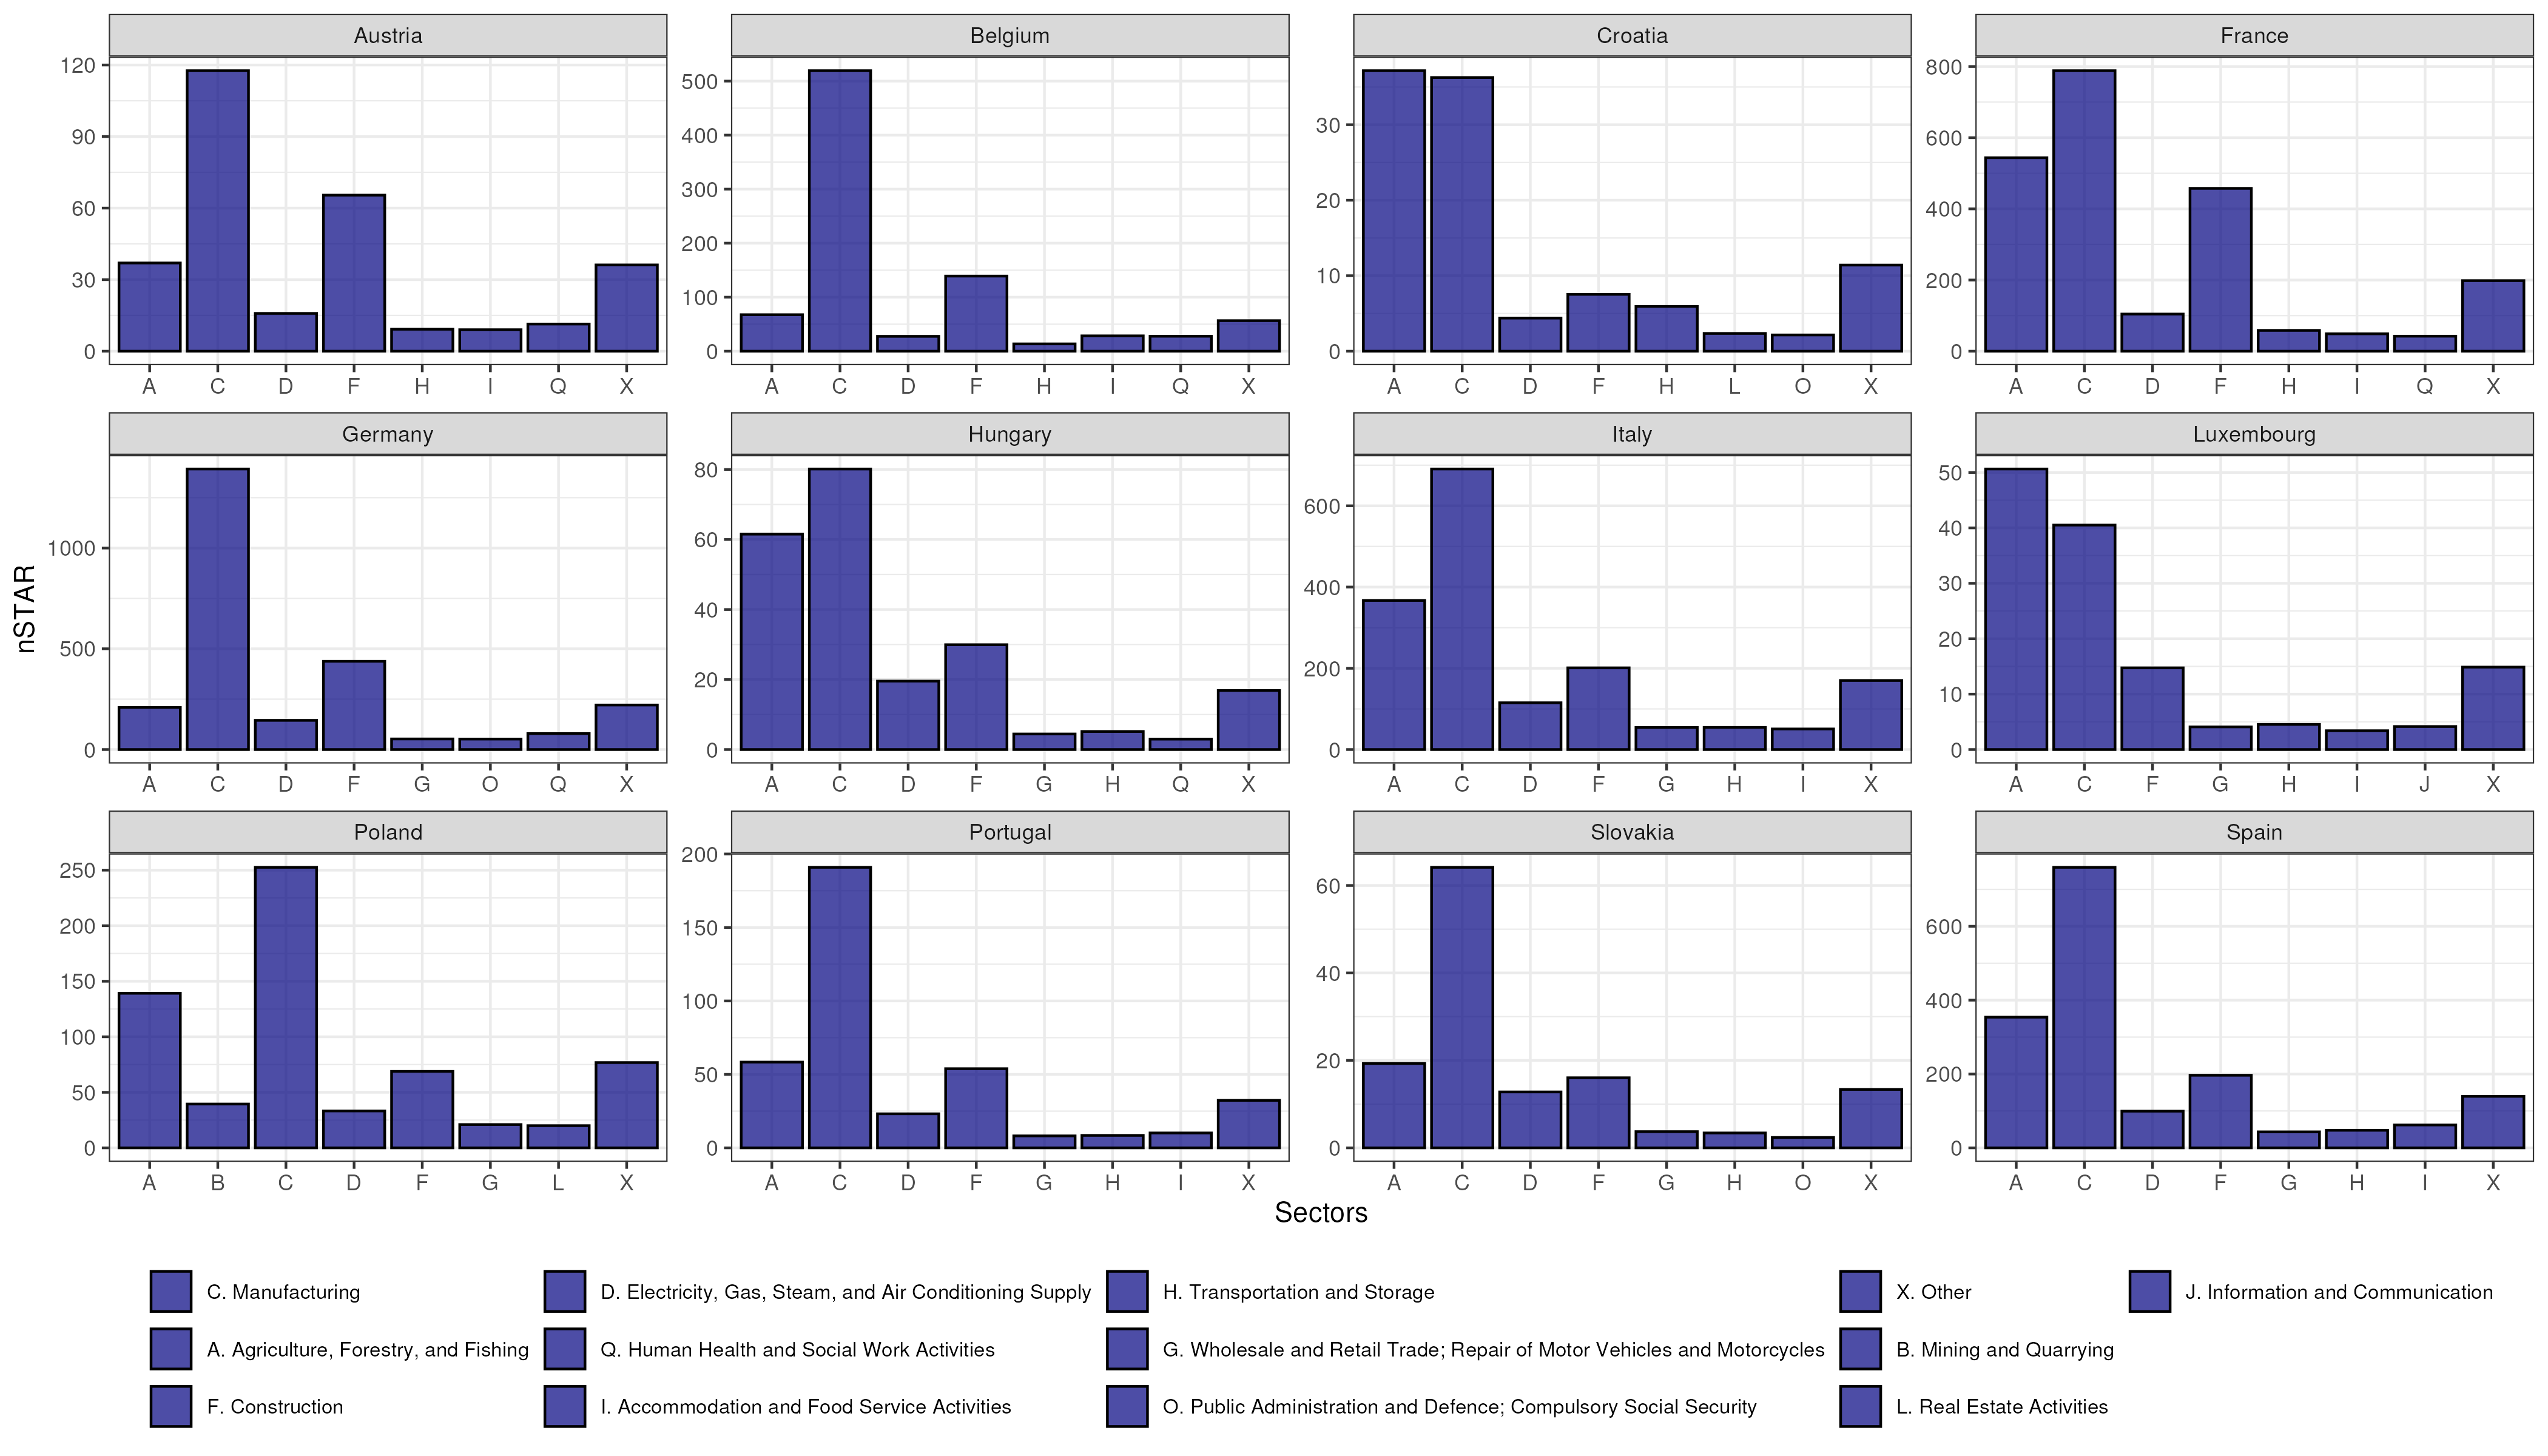 Austria Belgium Croatia France
120
90
60
30
0
500
400
300
200
100
0
30
20
10
0
800
600
400
200
0
A C D F H I Q X
A C D F H I Q X
A C D F H L O X
A C D F H I Q X
Germany Hungary Italy Luxembourg
1000
500
0
80
60
40
20
0
600
400
200
0
50
40
30
20
10
0
A C D F G O Q X
A C D F G H Q X
A C D F G H I X
A C F G H I J X
nSTAR
Poland Portugal Slovakia Spain
250
200
150
100
50
0
200
150
100
50
0
60
40
20
0
600
400
200
0
A B C D F G L X
A C D F G H I X
A C D F G H O X
A C D F G H I X
Sectors
C. Manufacturing
A. Agriculture, Forestry, and Fishing
F. Construction
D. Electricity, Gas, Steam, and Air Conditioning Supply
Q. Human Health and Social Work Activities
I. Accommodation and Food Service Activities
H. Transportation and Storage
G. Wholesale and Retail Trade; Repair of Motor Vehicles and Motorcycles
O. Public Administration and Defence; Compulsory Social Security
X. Other
B. Mining and Quarrying
L. Real Estate Activities
J. Information and Communication